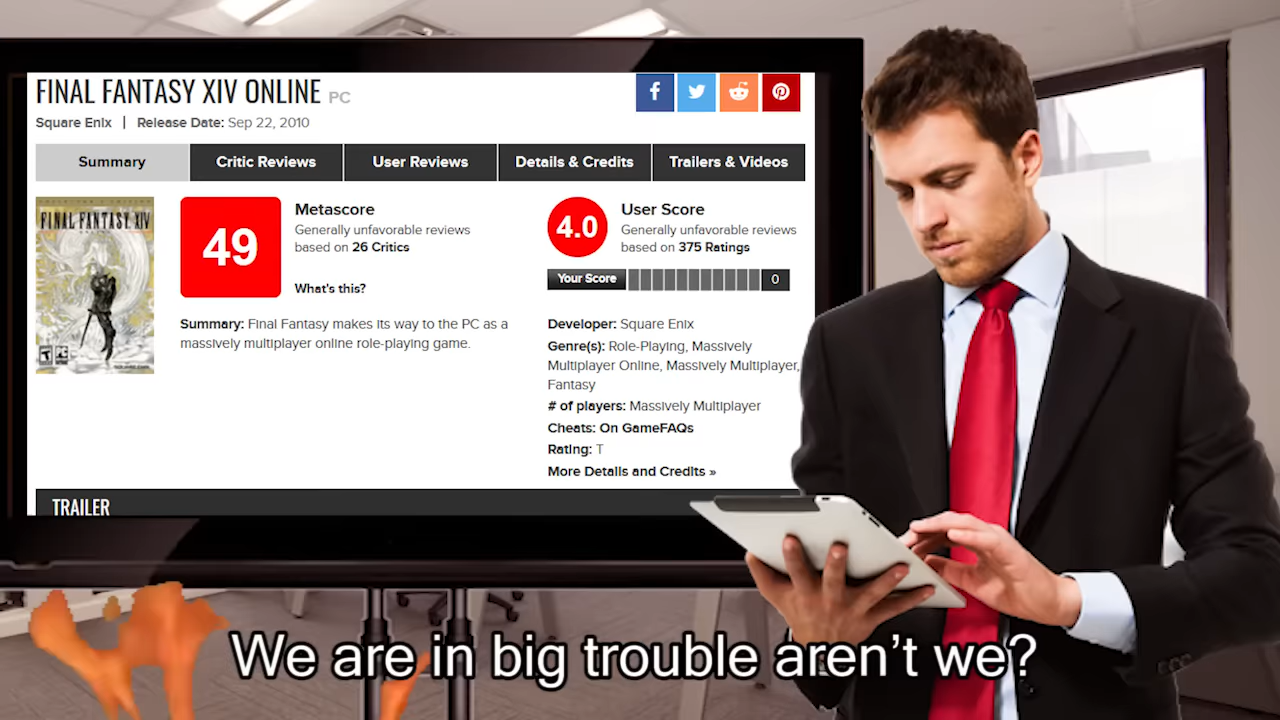 FINAL FANTASY XIV ONLINE PC
Square Enix | Release Date: Sep 22, 2010
Summary
Critic Reviews
User Reviews
Details & Credits
Trailers & Videos
FINAL FANTASY XIV
49
Metascore
Generally unfavorable reviews
based on 26 Critics
What's this?
Summary: Final Fantasy makes its way to the PC as a
massively multiplayer online role-playing game.
4.0
User Score
Generally unfavorable reviews
based on 375 Ratings
Your Score
0
Developer: Square Enix
Genre(s): Role-Playing, Massively
Multiplayer Online, Massively Multiplayer,
Fantasy
# of players: Massively Multiplayer
Cheats: On GameFAQs
Rating: T
More Details and Credits »
TRAILER
We are in big trouble aren't we?